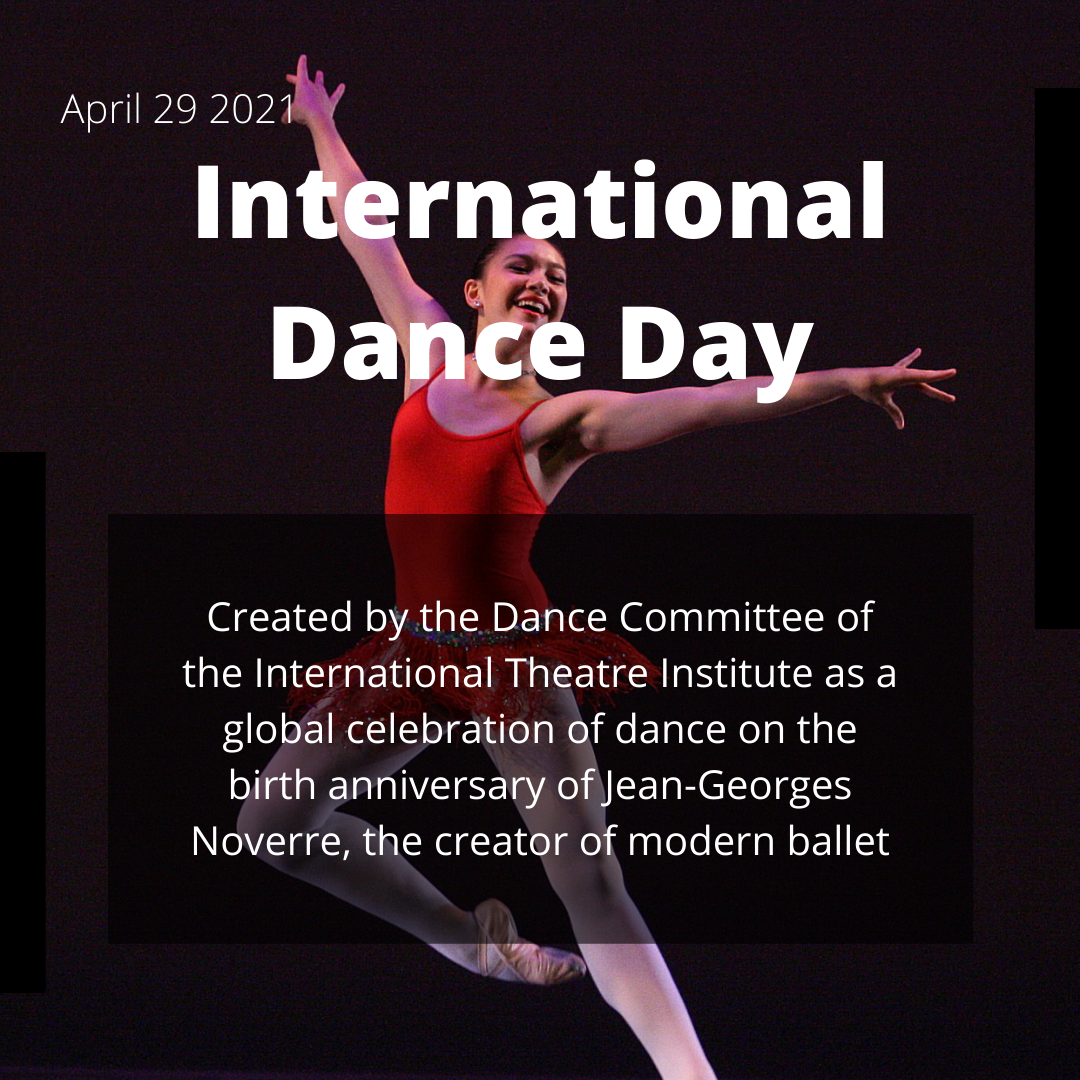 April 29 2021
International
Dance Day
Created by the Dance Committee of
the International Theatre Institute as a
global celebration of dance on the
birth anniversary of Jean-Georges
Noverre, the creator of modern ballet